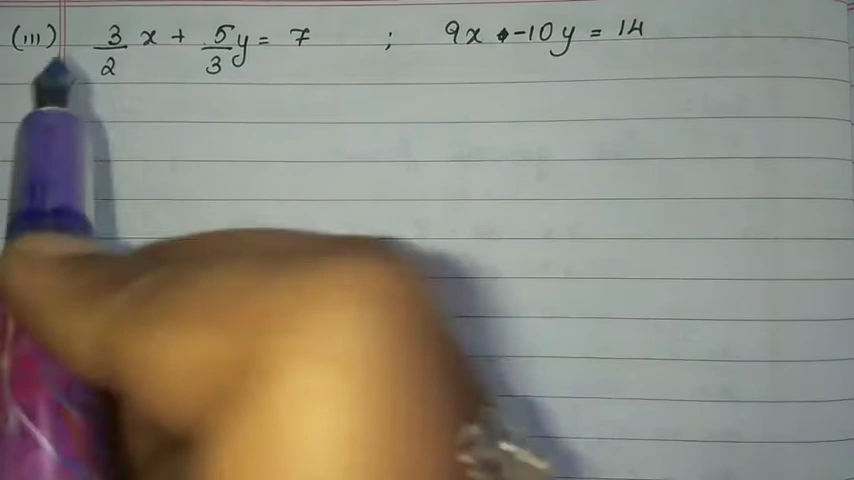 (iii) 3/2 x + 5/3 y = 7 ; 9x - 10y = 14